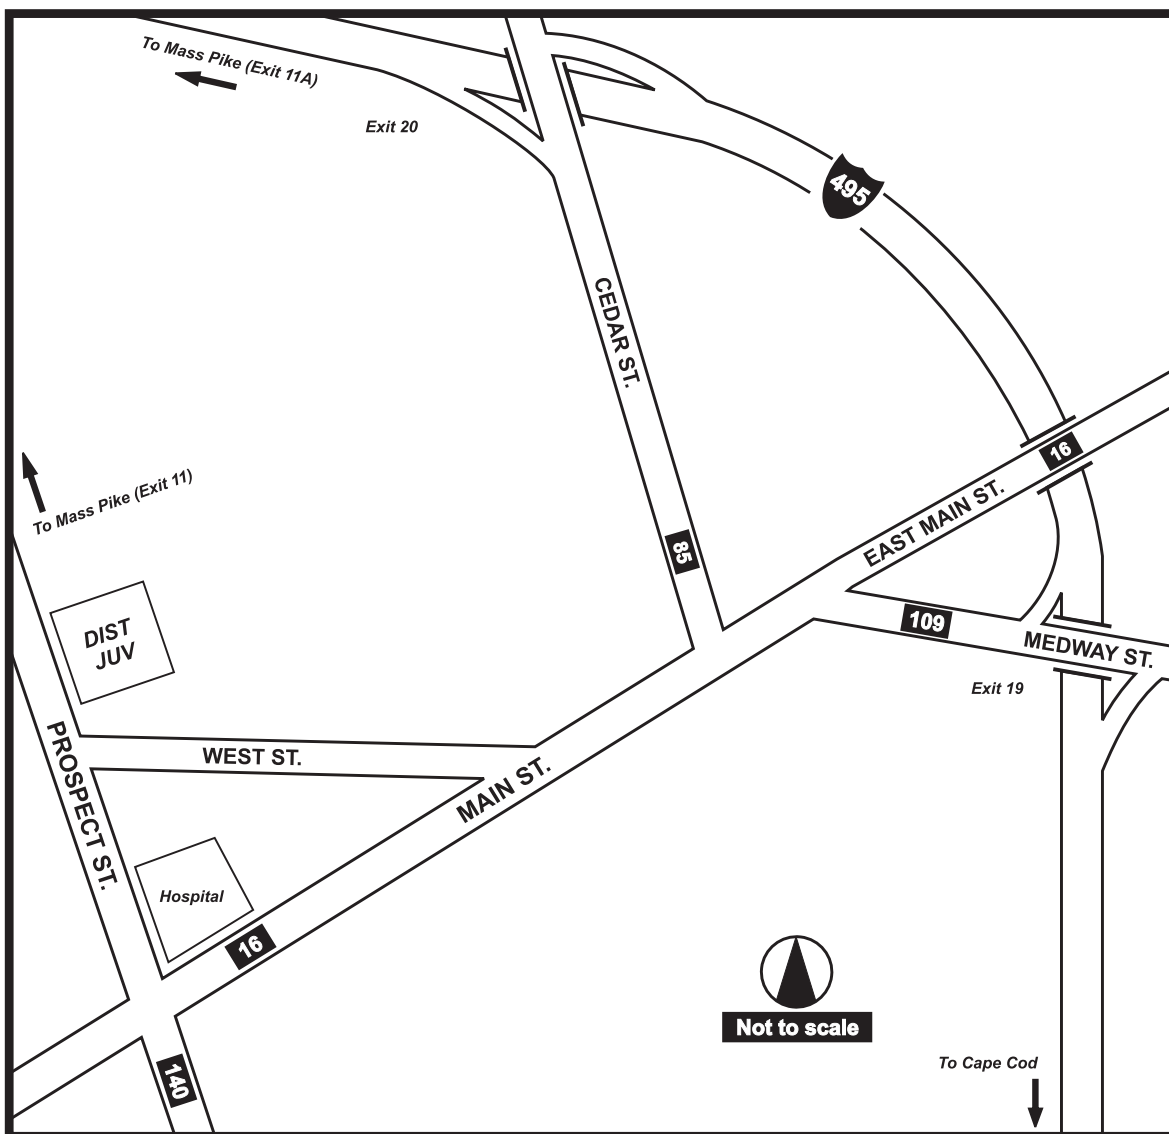 To Mass Pike (Exit 11A)
Exit 20
495
CEDAR ST.
16
To Mass Pike (Exit 11)
EAST MAIN ST.
85
DIST
JUV
109
MEDWAY ST.
Exit 19
PROSPECT ST.
WEST ST.
MAIN ST.
Hospital
16
Not to scale
To Cape Cod
140